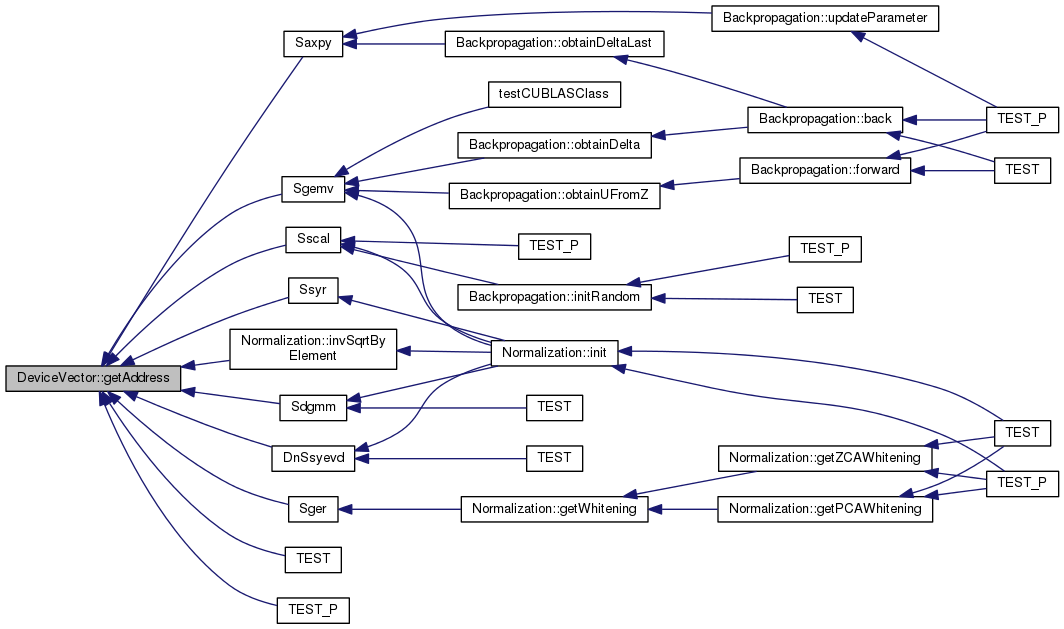 Backpropagation::updateParameter
Saxpy
Backpropagation::obtainDeltaLast
testCUBLASClass
Backpropagation::back
TEST_P
Backpropagation::obtainDelta
Backpropagation::forward
TEST
Sgemv
Backpropagation::obtainUFromZ
Sscal
TEST_P
TEST_P
Ssyr
Backpropagation::initRandom
TEST
Normalization::invSqrtBy
Element
Normalization::init
DeviceVector::getAddress
Sdgmm
TEST
TEST
DnSsyevd
TEST
Normalization::getZCAWhitening
TEST_P
Sger
Normalization::getWhitening
Normalization::getPCAWhitening
TEST
TEST_P